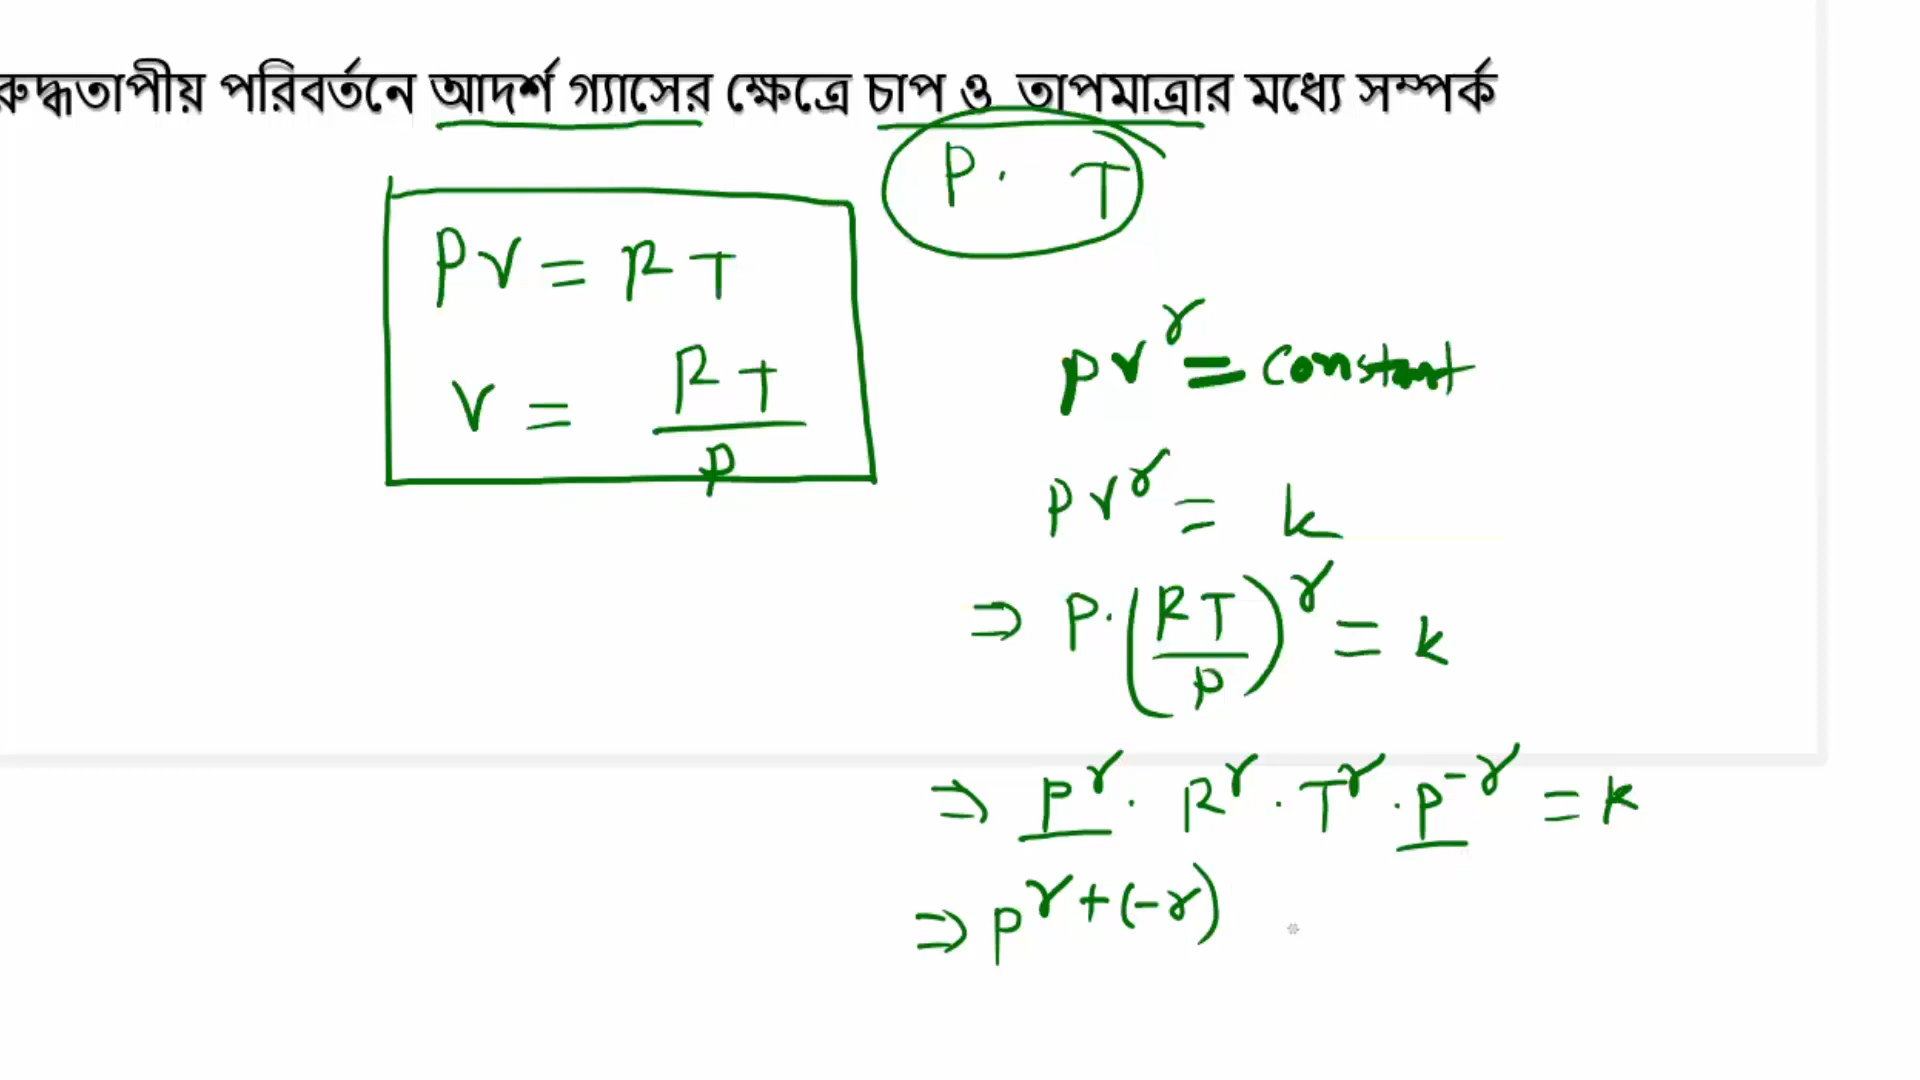 রুদ্ধতাপীয় পরিবর্তনে আদর্শ গ্যাসের ক্ষেত্রে চাপ ও তাপমাত্রার মধ্যে সম্পর্ক
P. T
PV = RT
V = RT/P
PV^γ = constant
PV^γ = k
⇒ P.(RT/P)^γ = k
⇒ P^γ . R^γ . T^γ . P^-γ = k
⇒ P^γ+(-γ)